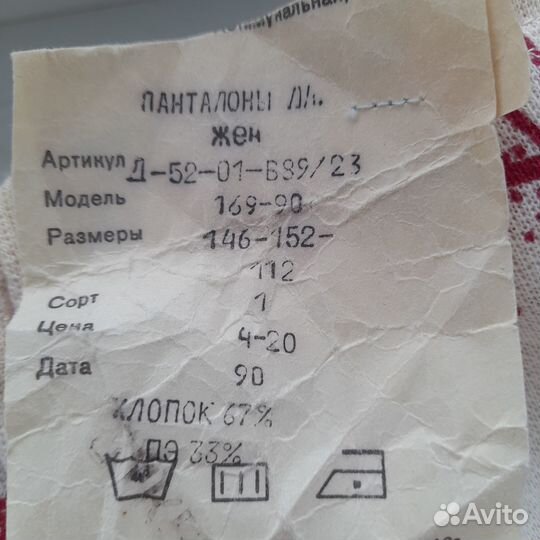 ПАНТАЛОНЫ ДЛ.
жен
Артикул Д-52-01-Б89/23
Модель 169-90
Размеры 146-152-
112
Сорт 1
Цена 4-20
Дата 90
ХЛОПОК 67%
ПЭ 33%
Avito